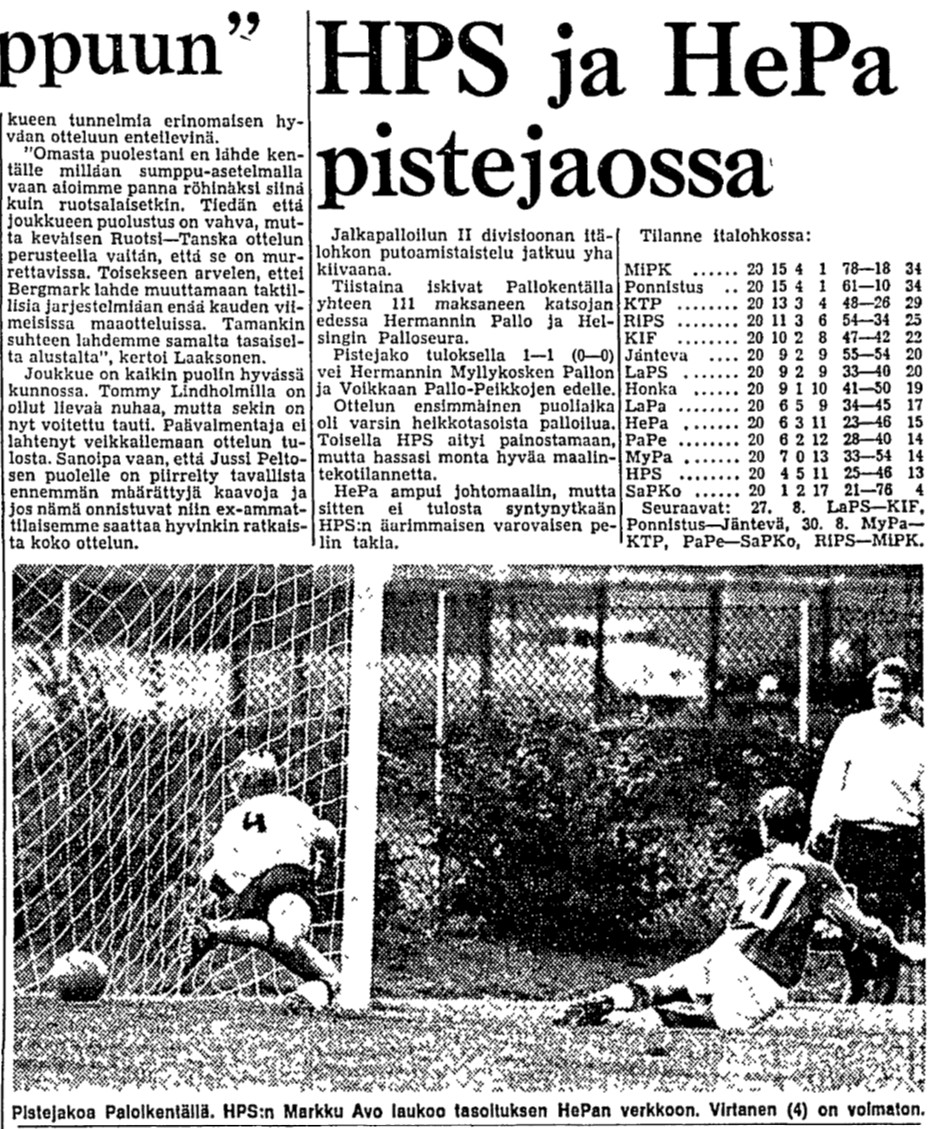 ppuun”
kueen tunnelmia erinomaisen hy-
vään otteluun enteilevinä.
"Omasta puolestani en lähde ken-
tälle millään sumppu-asetelmalla
vaan aioimme panna röhinäksi siinä
kuin ruotsalaisetkin. Tiedän että
joukkueen puolustus on vahva, mut-
ta keväisen Ruotsi—Tanska ottelun
perusteella väitän, että se on mur-
rettavissa. Toisekseen arvelen, ettei
Bergmark lähde muuttamaan taktil-
lisia järjestelmiään enää kauden vii-
meisissä maaotteluissa. Tämänkin
suhteen lähdemme samalta tasaisel-
ta alustalta", kertoi Laaksonen.
Joukkue on kaikin puolin hyvässä
kunnossa. Tommy Lindholmilla on
ollut lievää nuhaa, mutta sekin on
nyt voitettu tauti. Päävalmentaja ei
lähtenyt veikkailemaan ottelun tu-
losta. Sanoipa vaan, että Jussi Pelto-
sen puolelle on piirrelty tavallista
ennemmän määrättyjä kaavoja ja
jos nämä onnistuvat niin ex-ammat-
tilaisemme saattaa hyvinkin ratkais-
ta koko ottelun.
HPS ja HePa
pistejaossa
Jalkapalloilun II divisioonan itä-
lohkon putoamistaistelu jatkuu yhä
kiivaana.
Tiistaina iskivat Pallokentällä
yhteen 111 maksaneen katsojan
edessä Hermannin Pallo ja Hel-
singin Palloseura.
Pistejako tuloksella 1—1 (0—0)
vei Hermannin Myllykosken Pallon
ja Voikkaan Pallo-Peikkojen edelle.
Ottelun ensimmäinen puoliaika
oli varsin heikkotasoista palloilua.
Toisella HPS äityi painostamaan,
mutta hassasi monta hyvää maalin-
tekotilannetta.
HePa ampui johtomaalin, mutta
sitten ei tulosta syntynytkään
HPS:n äärimmäisen varovaisen pe-
lin takia.
Tilanne itälohkossa:
MiPK ...... 20 15 4 1 78—18 34
Ponnistus .. 20 15 4 1 61—10 34
KTP ........ 20 13 3 4 48—26 29
RiPS ........ 20 11 3 6 54—34 25
KIF ........ 20 10 2 8 47—42 22
Jäntevä .... 20 9 2 9 55—54 20
LaPS ....... 20 9 2 9 33—40 20
Honka ...... 20 9 1 10 41—50 19
LaPa ........ 20 6 5 9 34—45 17
HePa ....... 20 6 3 11 23—46 15
PaPe ........ 20 6 2 12 28—40 14
MyPa ....... 20 7 0 13 33—54 14
HPS ........ 20 4 5 11 25—46 13
SaPKo ...... 20 1 2 17 21—76 4
Seuraavat: 27. 8. LaPS—KIF,
Ponnistus—Jäntevä, 30. 8. MyPa—
KTP, PaPe—SaPKo, RiPS—MiPK.
4
11
Pistejakoa Palloikentällä. HPS:n Markku Avo laukoo tasoituksen HePan verkkoon. Virtanen (4) on voimaton.